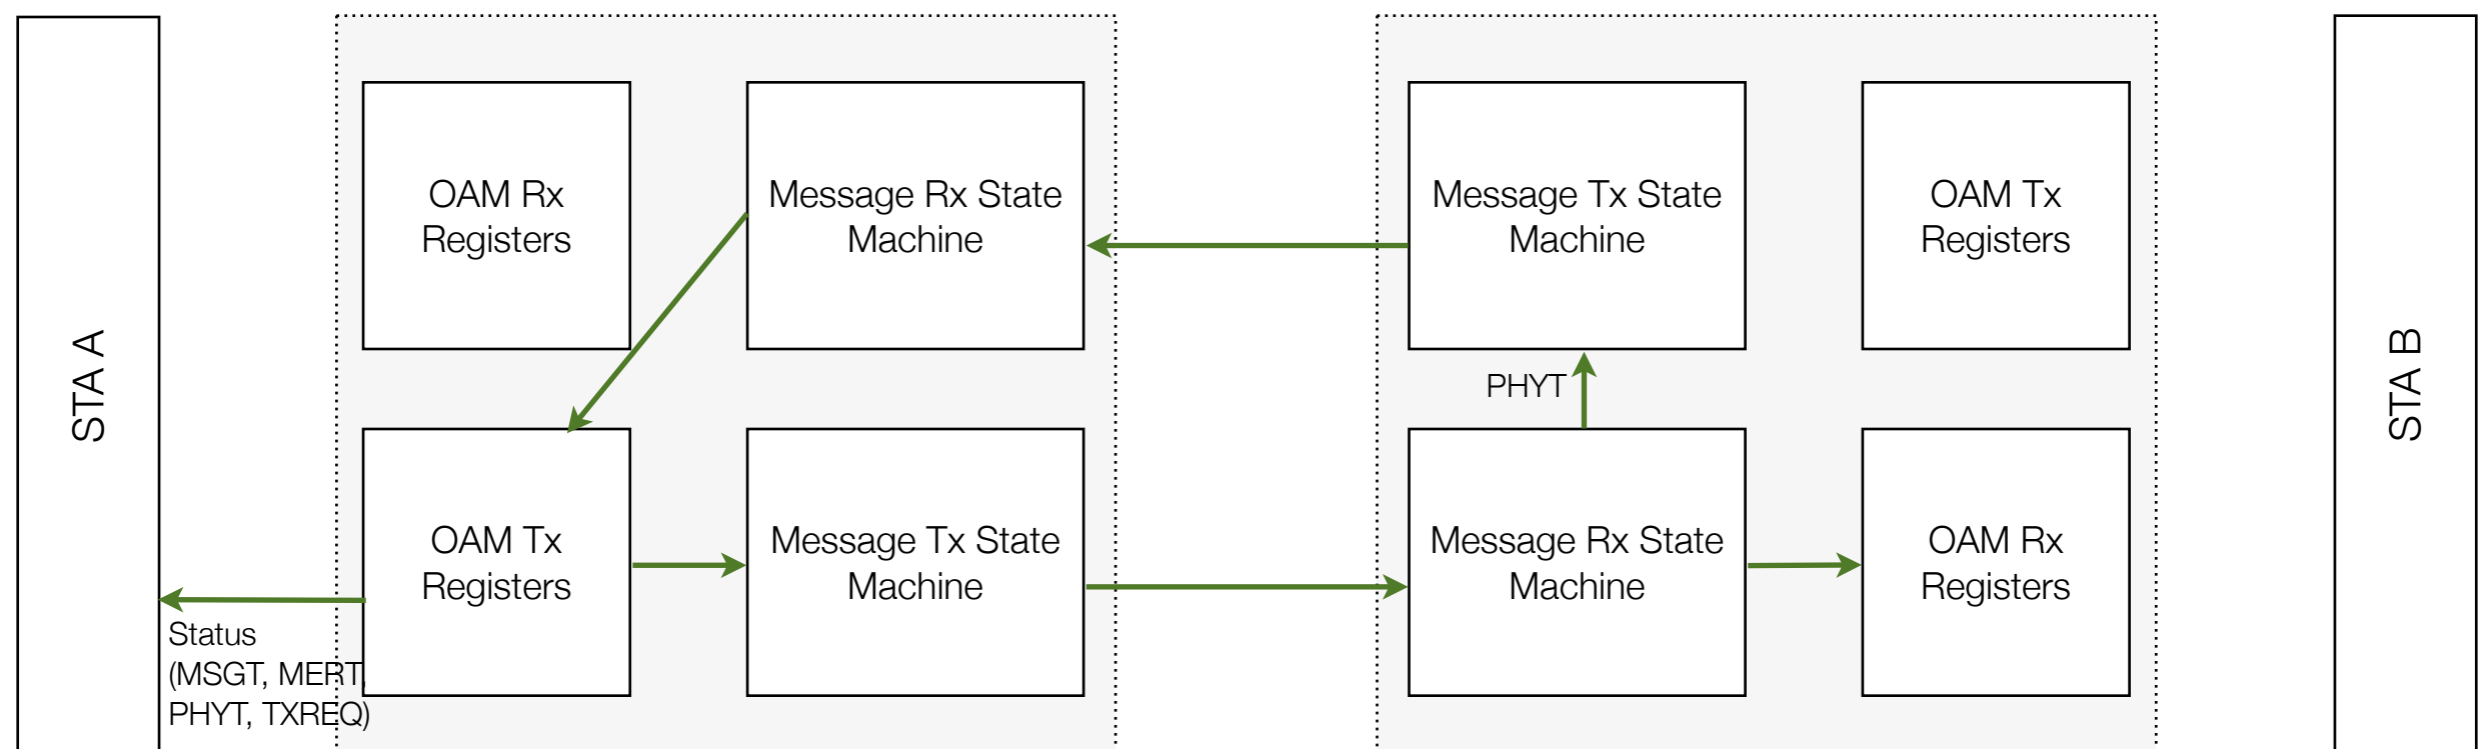 STA A
OAM Rx
Registers
Message Rx State
Machine
Message Tx State
Machine
OAM Tx
Registers
PHYT
OAM Tx
Registers
Message Tx State
Machine
Message Rx State
Machine
OAM Rx
Registers
Status
(MSGT, MERT,
PHYT, TXREQ)
STA B